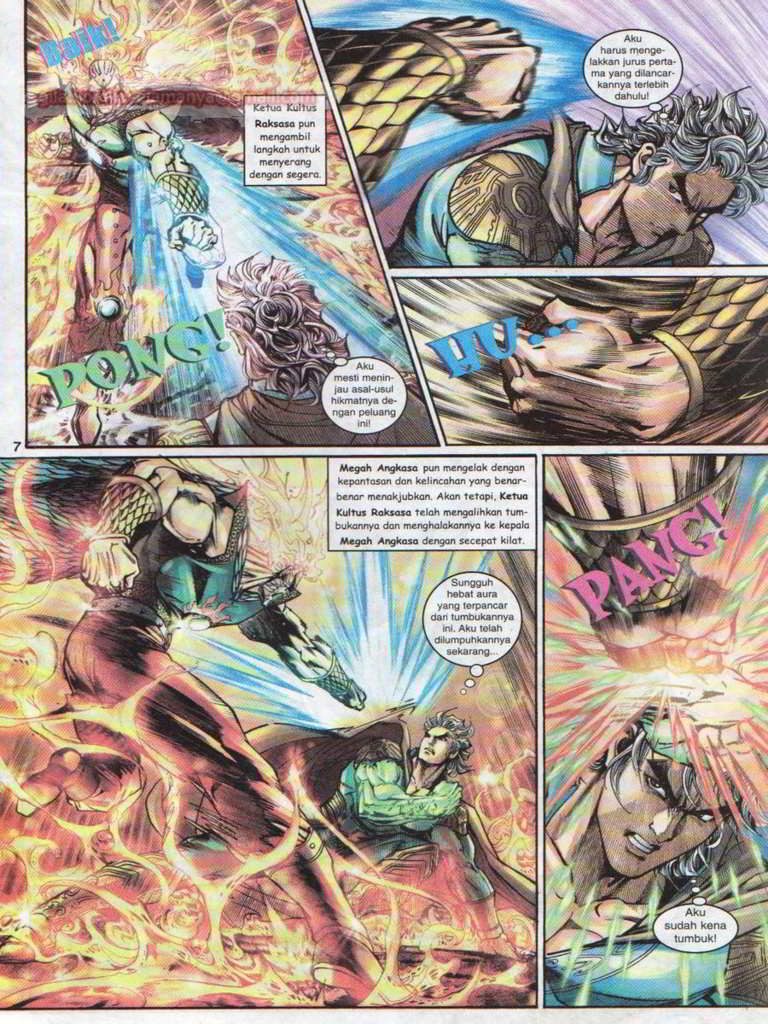 Baik!
Ketua Kultus
Raksasa pun
mengambil
langkah untuk
menyerang
dengan segera.
PONG!
Aku
mesti menin-
jau asal-usul
hikmatnya de-
ngan peluang
ini!
Aku
harus menge-
lakkan jurus perta-
ma yang dilancar-
kannya terlebih
dahulu!
HU...
7
Megah Angkasa pun mengelak dengan
kepantasan dan kelincahan yang benar-
benar menakjubkan. Akan tetapi, Ketua
Kultus Raksasa telah mengalihkan tum-
bukannya dan menghalakannya ke kepala
Megah Angkasa dengan secepat kilat.
Sungguh
hebat aura
yang terpancar
dari tumbukannya
ini. Aku telah
dilumpuhkannya
sekarang...
PANG!
Aku
sudah kena
tumbuk!